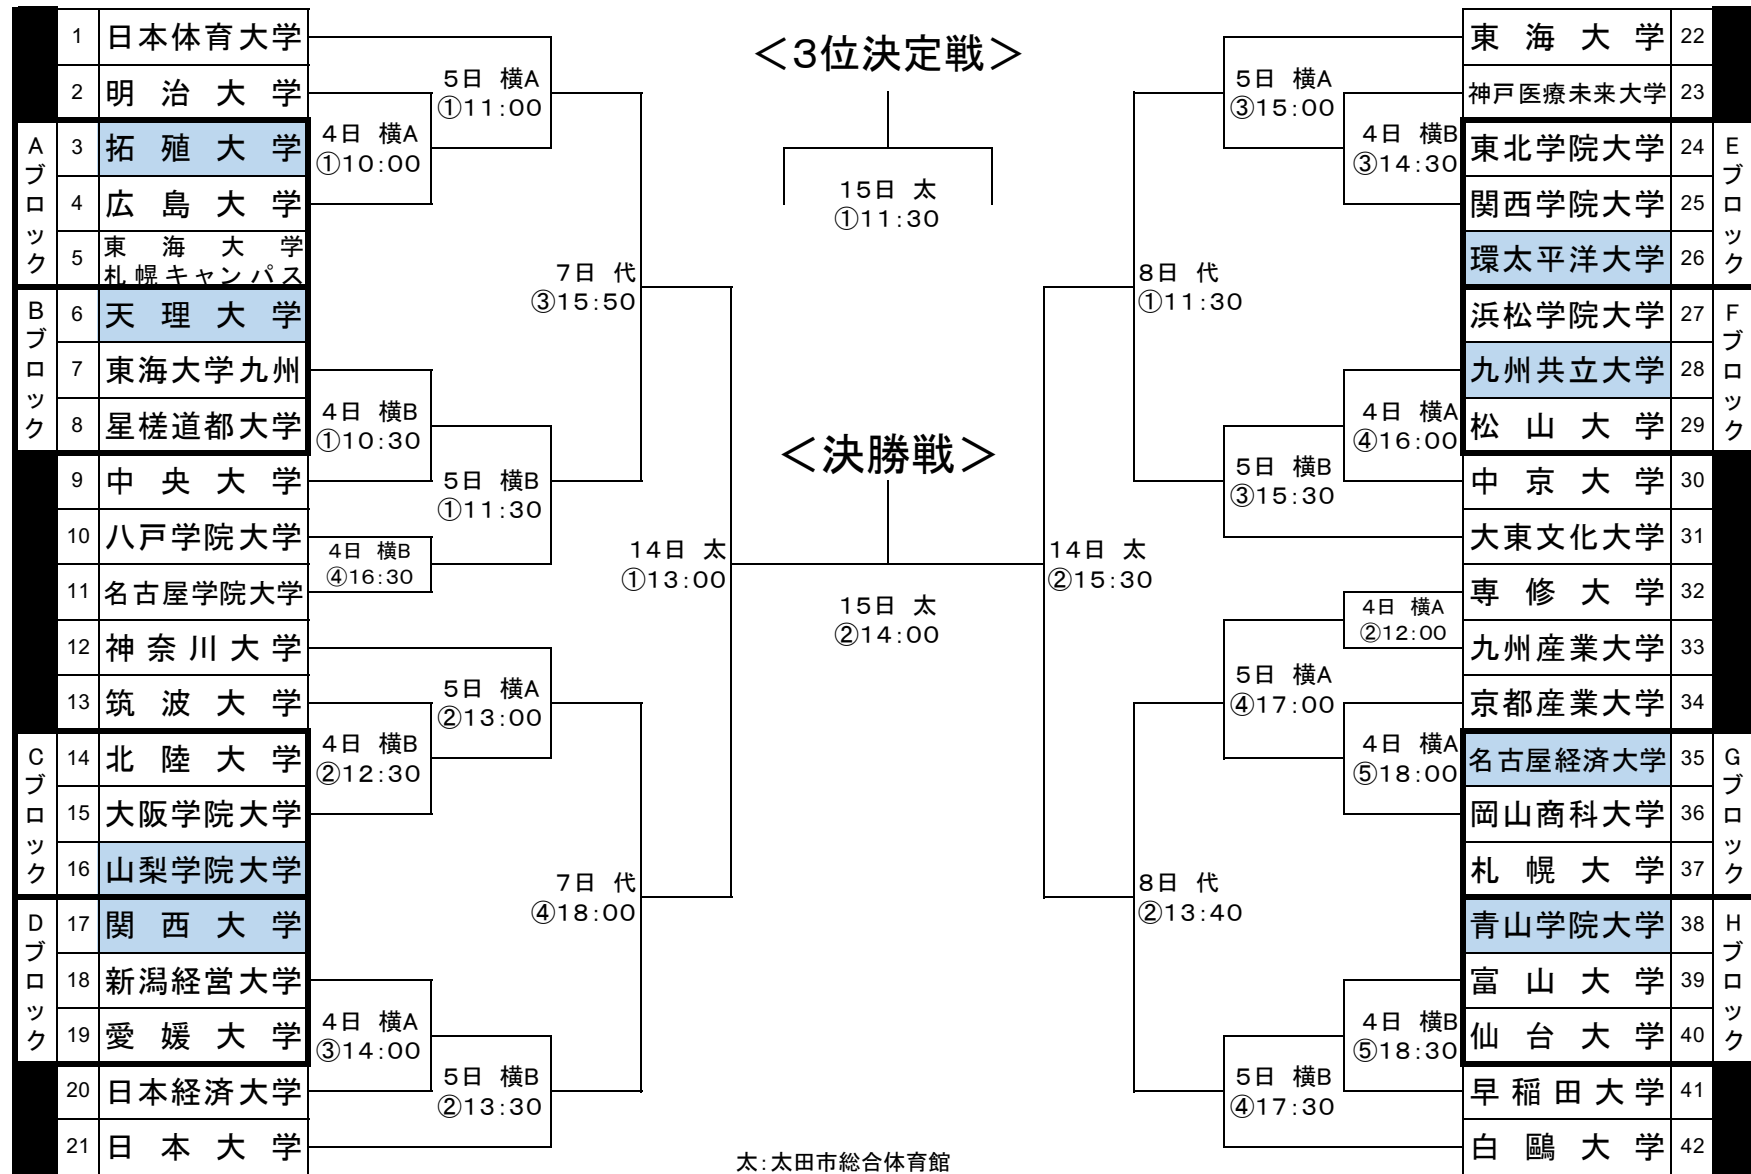 1 日本体育大学
2 明治大学
Aブロック
3 拓殖大学
4 広島大学
5 東海大学
札幌キャンパス
Bブロック
6 天理大学
7 東海大学九州
8 星槎道都大学
9 中央大学
10 八戸学院大学
11 名古屋学院大学
12 神奈川大学
13 筑波大学
Cブロック
14 北陸大学
15 大阪学院大学
16 山梨学院大学
Dブロック
17 関西大学
18 新潟経営大学
19 愛媛大学
20 日本経済大学
21 日本大学
4日 横A
①10:00
4日 横B
①10:30
4日 横B
④16:30
4日 横B
②12:30
4日 横A
③14:00
5日 横A
①11:00
5日 横B
①11:30
5日 横A
②13:00
5日 横B
②13:30
7日 代
③15:50
7日 代
④18:00
14日 太
①13:00
＜3位決定戦＞
15日 太
①11:30
＜決勝戦＞
15日 太
②14:00
太:太田市総合体育館
14日 太
②15:30
8日 代
①11:30
8日 代
②13:40
5日 横A
③15:00
5日 横B
③15:30
5日 横A
④17:00
5日 横B
④17:30
4日 横B
③14:30
4日 横A
④16:00
4日 横A
②12:00
4日 横A
⑤18:00
4日 横B
⑤18:30
東海大学 22
神戸医療未来大学 23
Eブロック
東北学院大学 24
関西学院大学 25
環太平洋大学 26
Fブロック
浜松学院大学 27
九州共立大学 28
松山大学 29
中京大学 30
大東文化大学 31
専修大学 32
九州産業大学 33
京都産業大学 34
Gブロック
名古屋経済大学 35
岡山商科大学 36
札幌大学 37
Hブロック
青山学院大学 38
富山大学 39
仙台大学 40
早稲田大学 41
白鷗大学 42